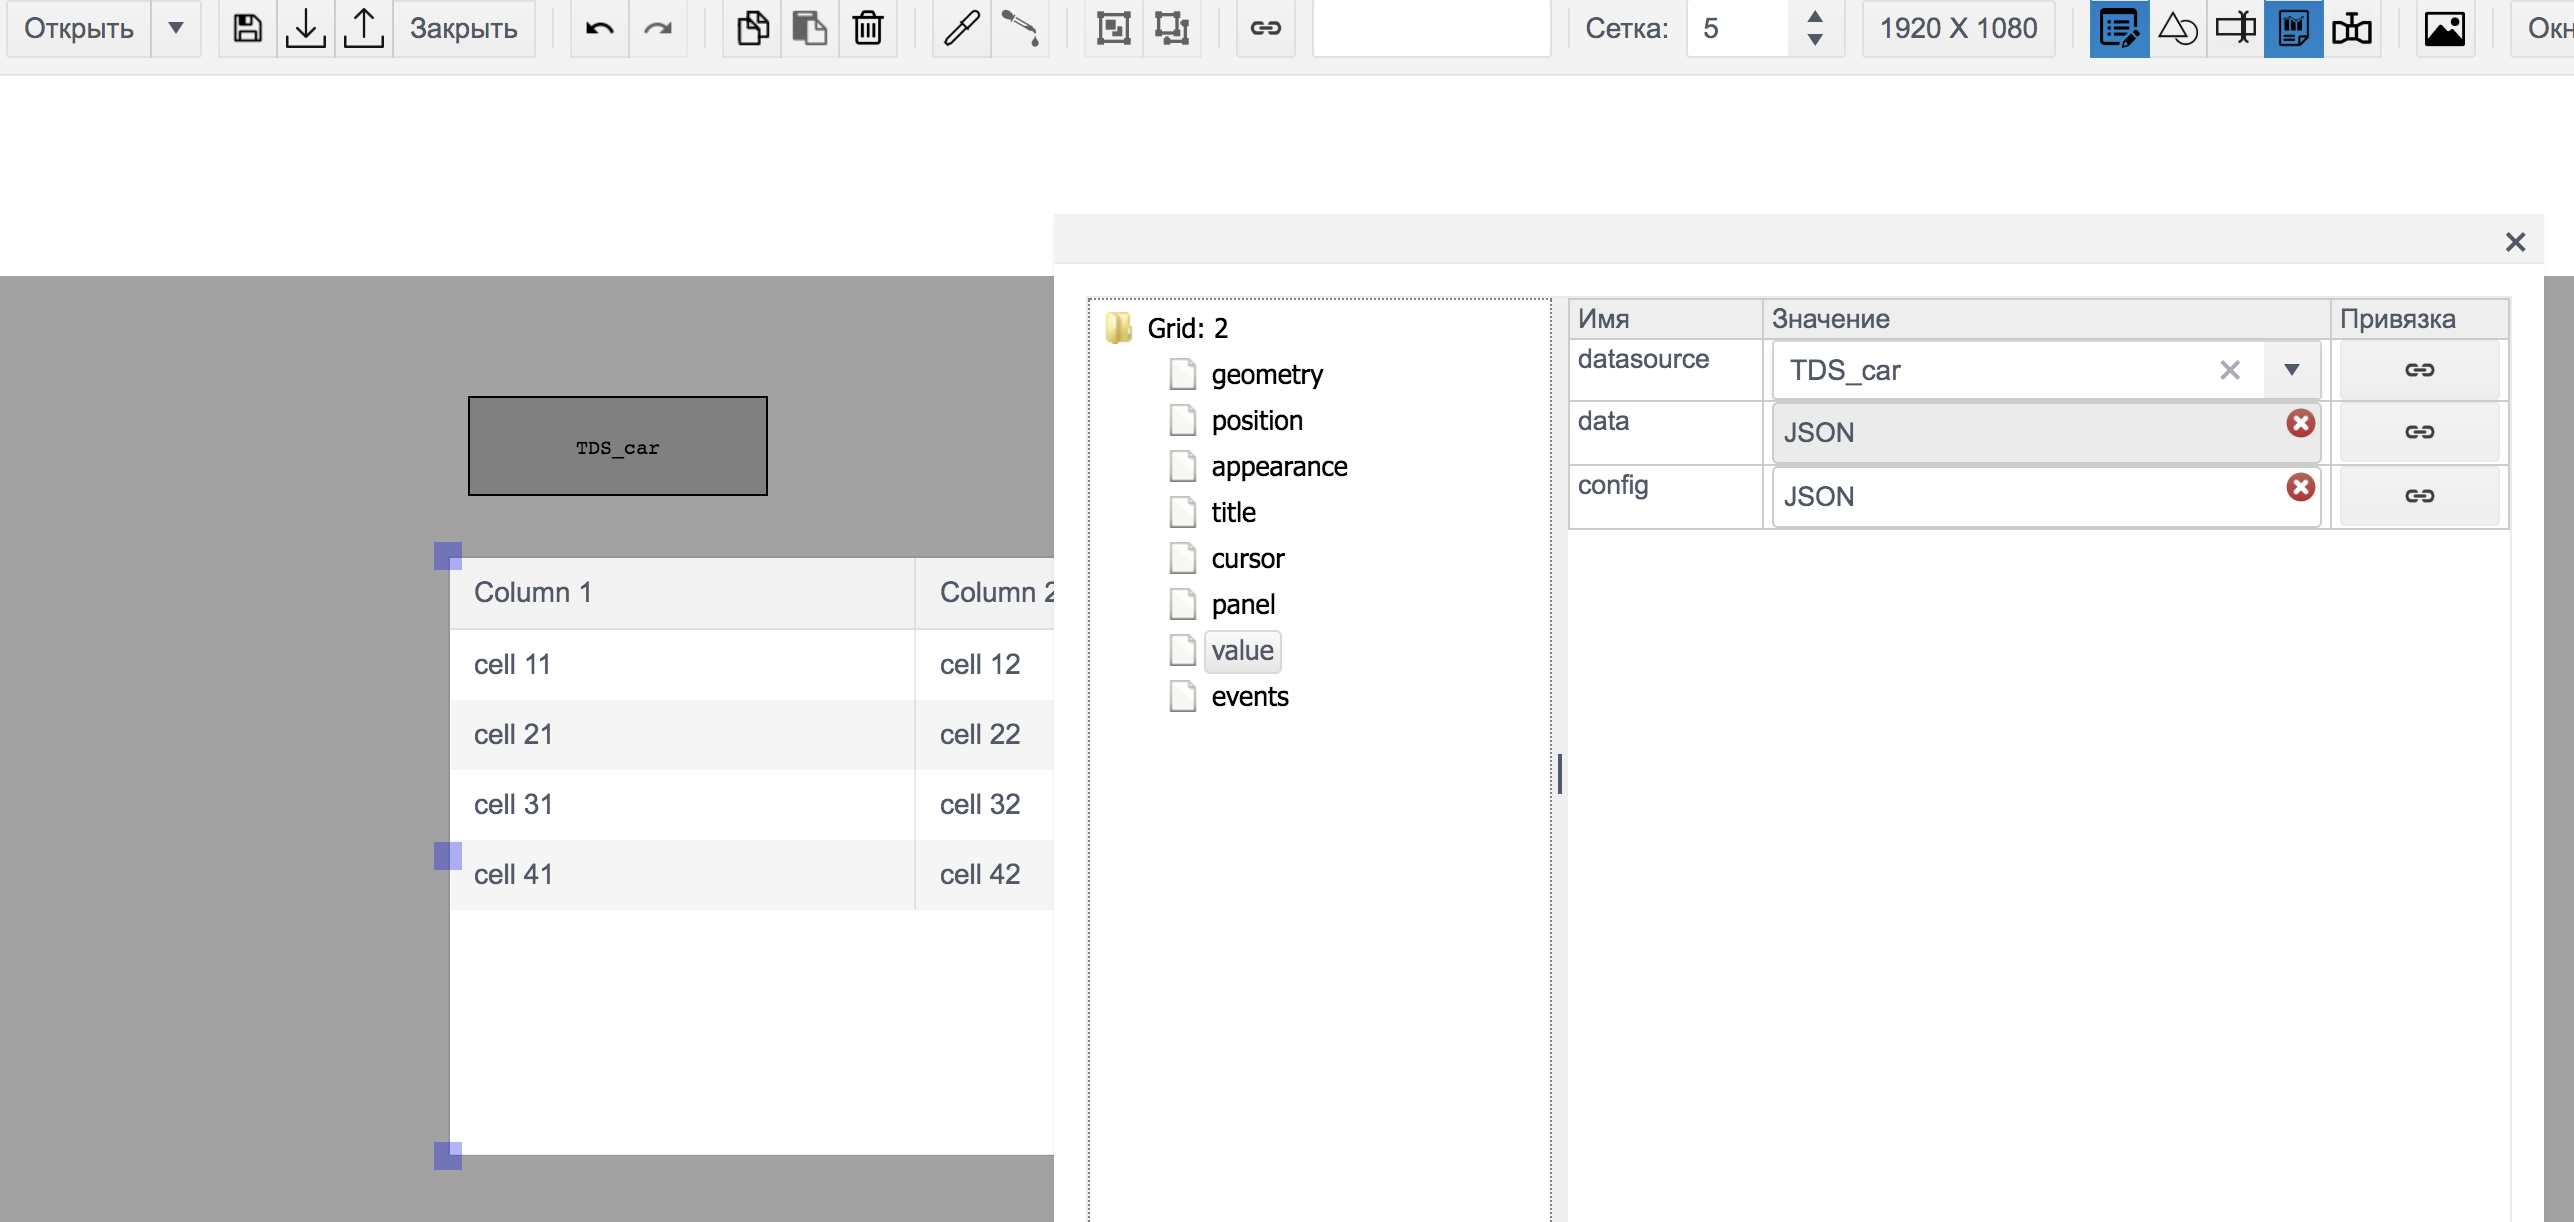 Открыть
Закрыть
Сетка:
5
1920 X 1080
Окн
TDS_car
Column 1
Column 2
cell 11
cell 12
cell 21
cell 22
cell 31
cell 32
cell 41
cell 42
Grid: 2
geometry
position
appearance
title
cursor
panel
value
events
Имя
Значение
Привязка
datasource
TDS_car
data
JSON
config
JSON